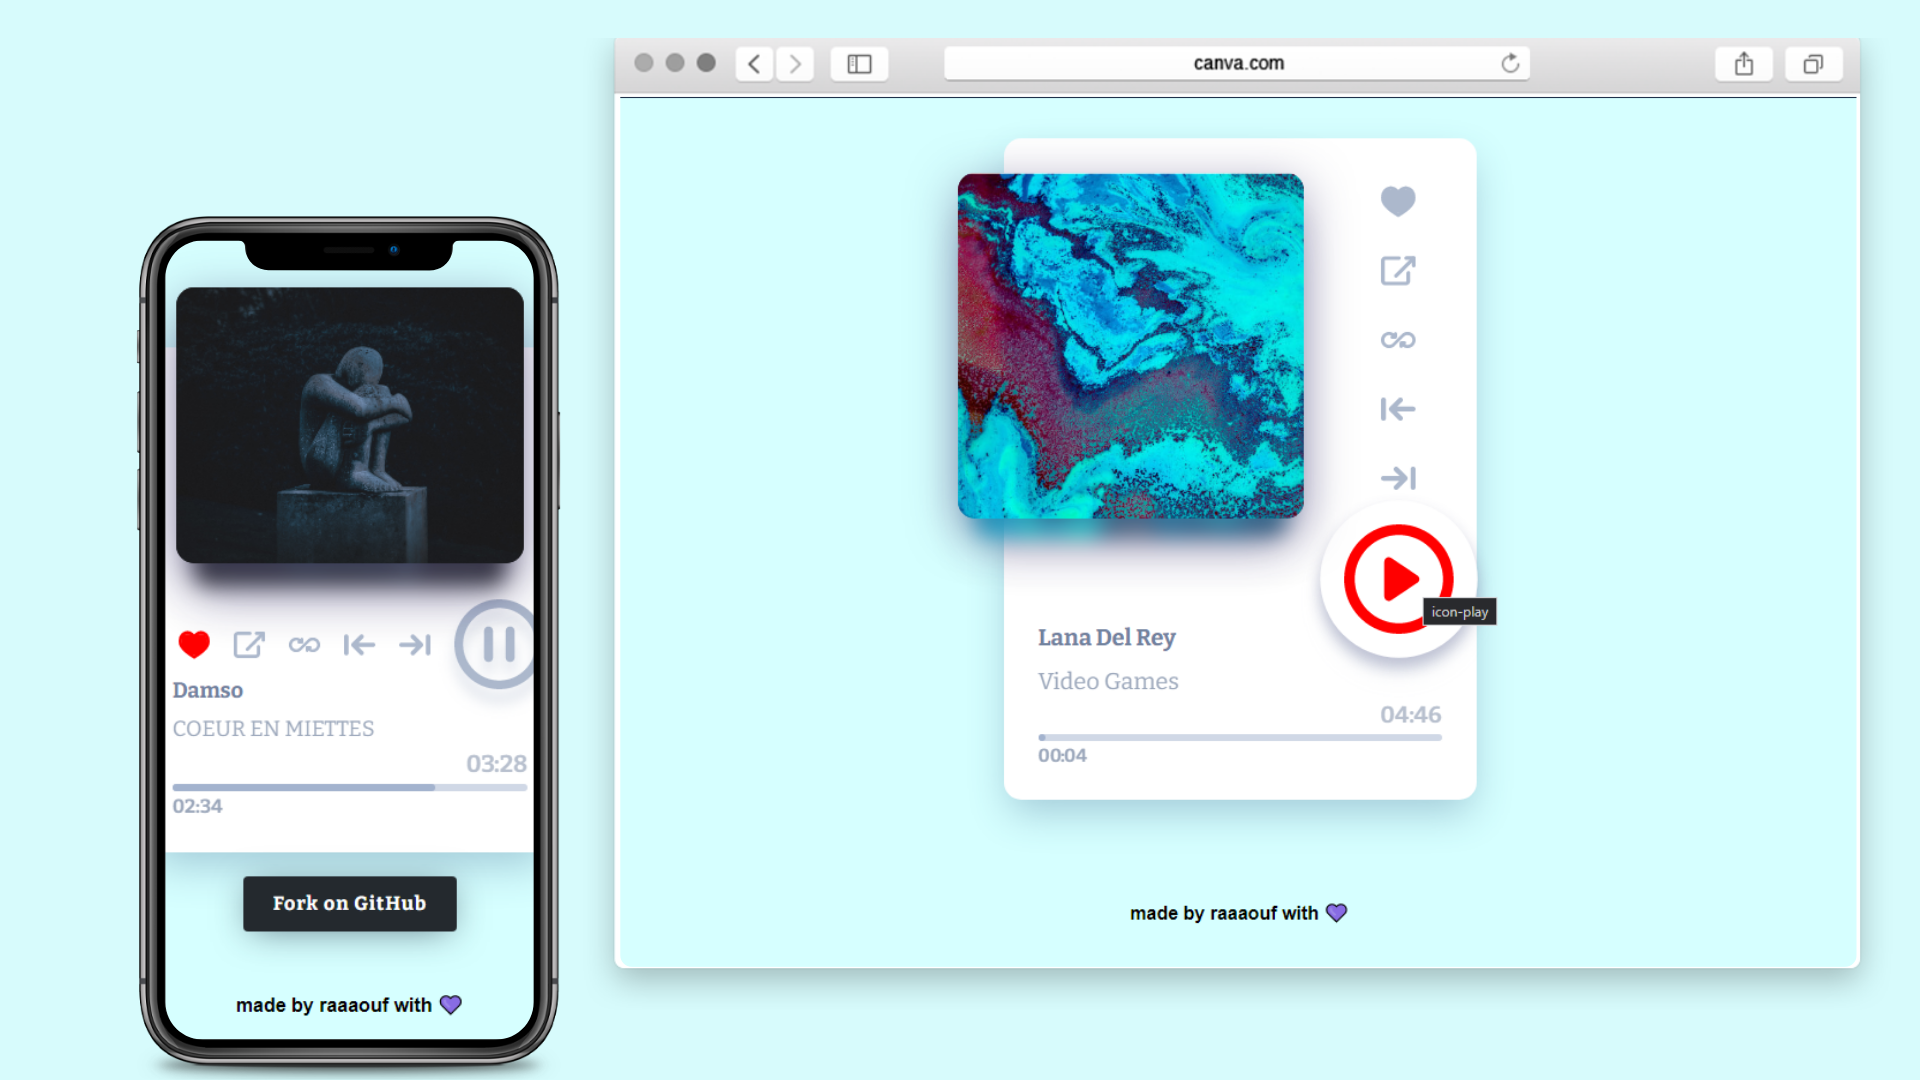 canva.com
icon-play
Lana Del Rey
Video Games
04:46
00:04
made by raaaouf with
Damso
COEUR EN MIETTES
03:28
02:34
Fork on GitHub
made by raaaouf with